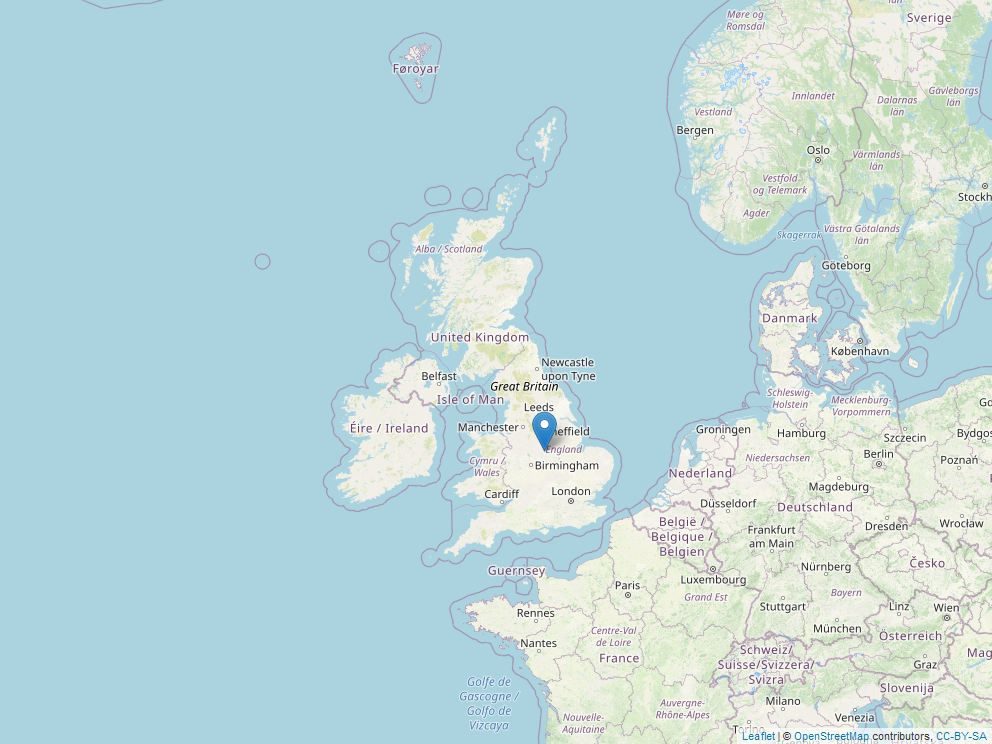 Møre og
Romsdal
Sverige
Føroyar
Innlandet
Gävleborgs
län
Dalarnas
län
Vestland
Bergen
Oslo
Värmlands
län
Vestfold
og Telemark
Stockh
Agder
Skagerrak
Västra Götalands
län
Alba / Scotland
Göteborg
Danmark
United Kingdom
København
Newcastle
upon Tyne
Belfast
Great Britain
Isle of Man
Leeds
Schleswig-
Holstein
Mecklenburg-
Vorpommern
Éire / Ireland
Manchester
effield
England
Groningen
Hamburg
Szczecin
Bydgos
Cymru /
Wales
Birmingham
Niedersachsen
Berlin
Poznań
Nederland
Cardiff
London
Magdeburg
Düsseldorf
Deutschland
België /
Belgique /
Belgien
Dresden
Wrocław
Frankfurt
am Main
Guernsey
Luxembourg
Nürnberg
Česko
Paris
Grand Est
Bayern
Rennes
Stuttgart
Linz
Wien
München
Centre-Val
de Loire
Nantes
Österreich
France
Schweiz/
Suisse/Svizzera/
Svizra
Graz
Mag
Golfe de
Gascogne /
Golfo de
Vizcaya
Slovenija
Auvergne-
Rhône-Alpes
Milano
Nouvelle-
Aquitaine
Venezia
Torino
Leaflet | © OpenStreetMap contributors, CC-BY-SA